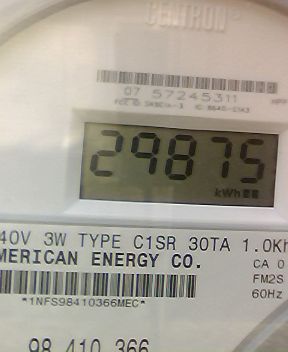 CENTRON®
07 57245311
29875
kWh
40V 3W TYPE C1SR 30TA 1.0Kh
MERICAN ENERGY CO.
CA 0
FM2S
60Hz
*1NFS98410366MEC*
98 410 366